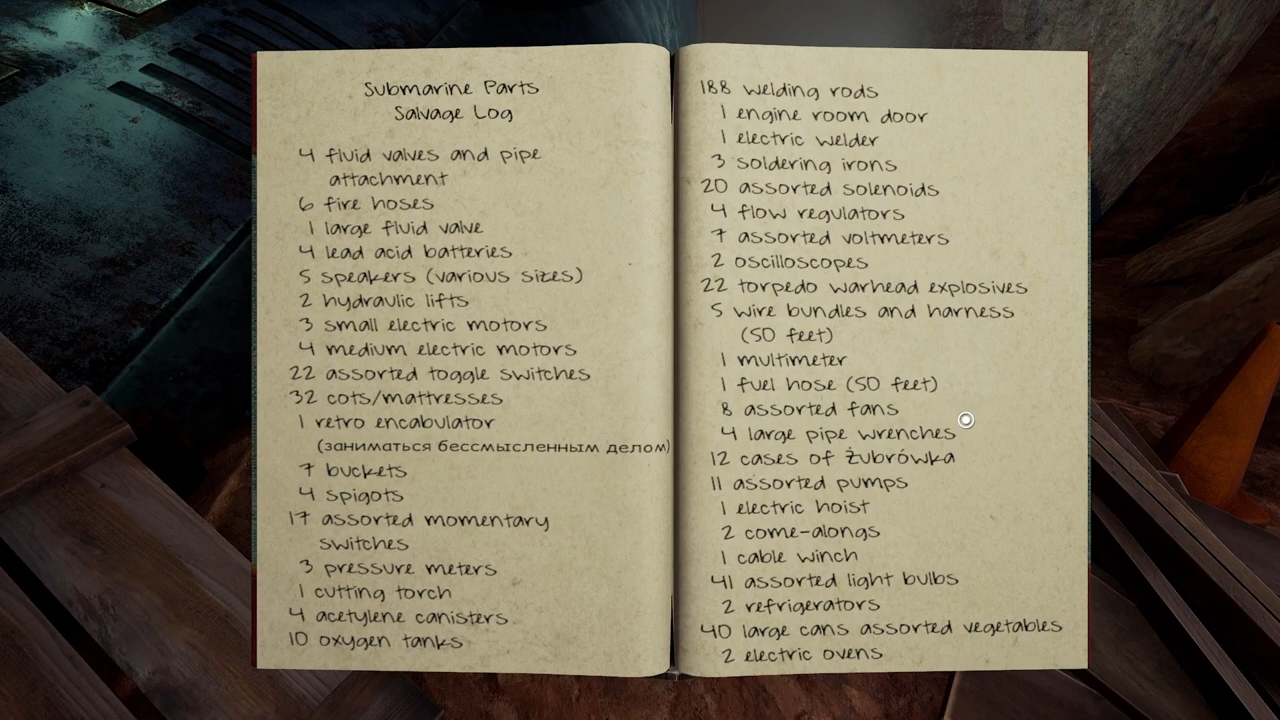 Submarine Parts
Salvage Log
4 fluid valves and pipe
attachment
6 fire hoses
1 large fluid valve
4 lead acid batteries
5 speakers (various sizes)
2 hydraulic lifts
3 small electric motors
4 medium electric motors
22 assorted toggle switches
32 cots/mattresses
1 retro encabulator
(заниматься бессмысленным делом)
7 buckets
4 spigots
17 assorted momentary
switches
3 pressure meters
1 cutting torch
4 acetylene canisters
10 oxygen tanks
188 welding rods
1 engine room door
1 electric welder
3 soldering irons
20 assorted solenoids
4 flow regulators
7 assorted voltmeters
2 oscilloscopes
22 torpedo warhead explosives
5 wire bundles and harness
(50 feet)
1 multimeter
1 fuel hose (50 feet)
8 assorted fans
4 large pipe wrenches
12 cases of żubrówka
11 assorted pumps
1 electric hoist
2 come-alongs
1 cable winch
41 assorted light bulbs
2 refrigerators
40 large cans assorted vegetables
2 electric ovens